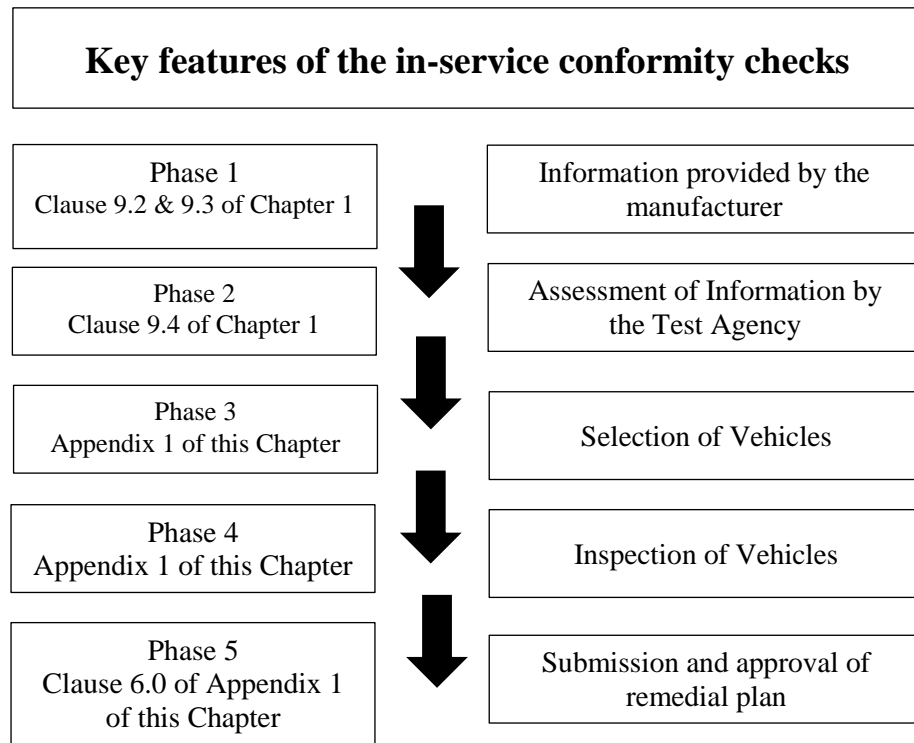 Key features of the in-service conformity checks
Phase 1
Clause 9.2 & 9.3 of Chapter 1
Information provided by the
manufacturer
Phase 2
Clause 9.4 of Chapter 1
Assessment of Information by
the Test Agency
Phase 3
Appendix 1 of this Chapter
Selection of Vehicles
Phase 4
Appendix 1 of this Chapter
Inspection of Vehicles
Phase 5
Clause 6.0 of Appendix 1
of this Chapter
Submission and approval of
remedial plan